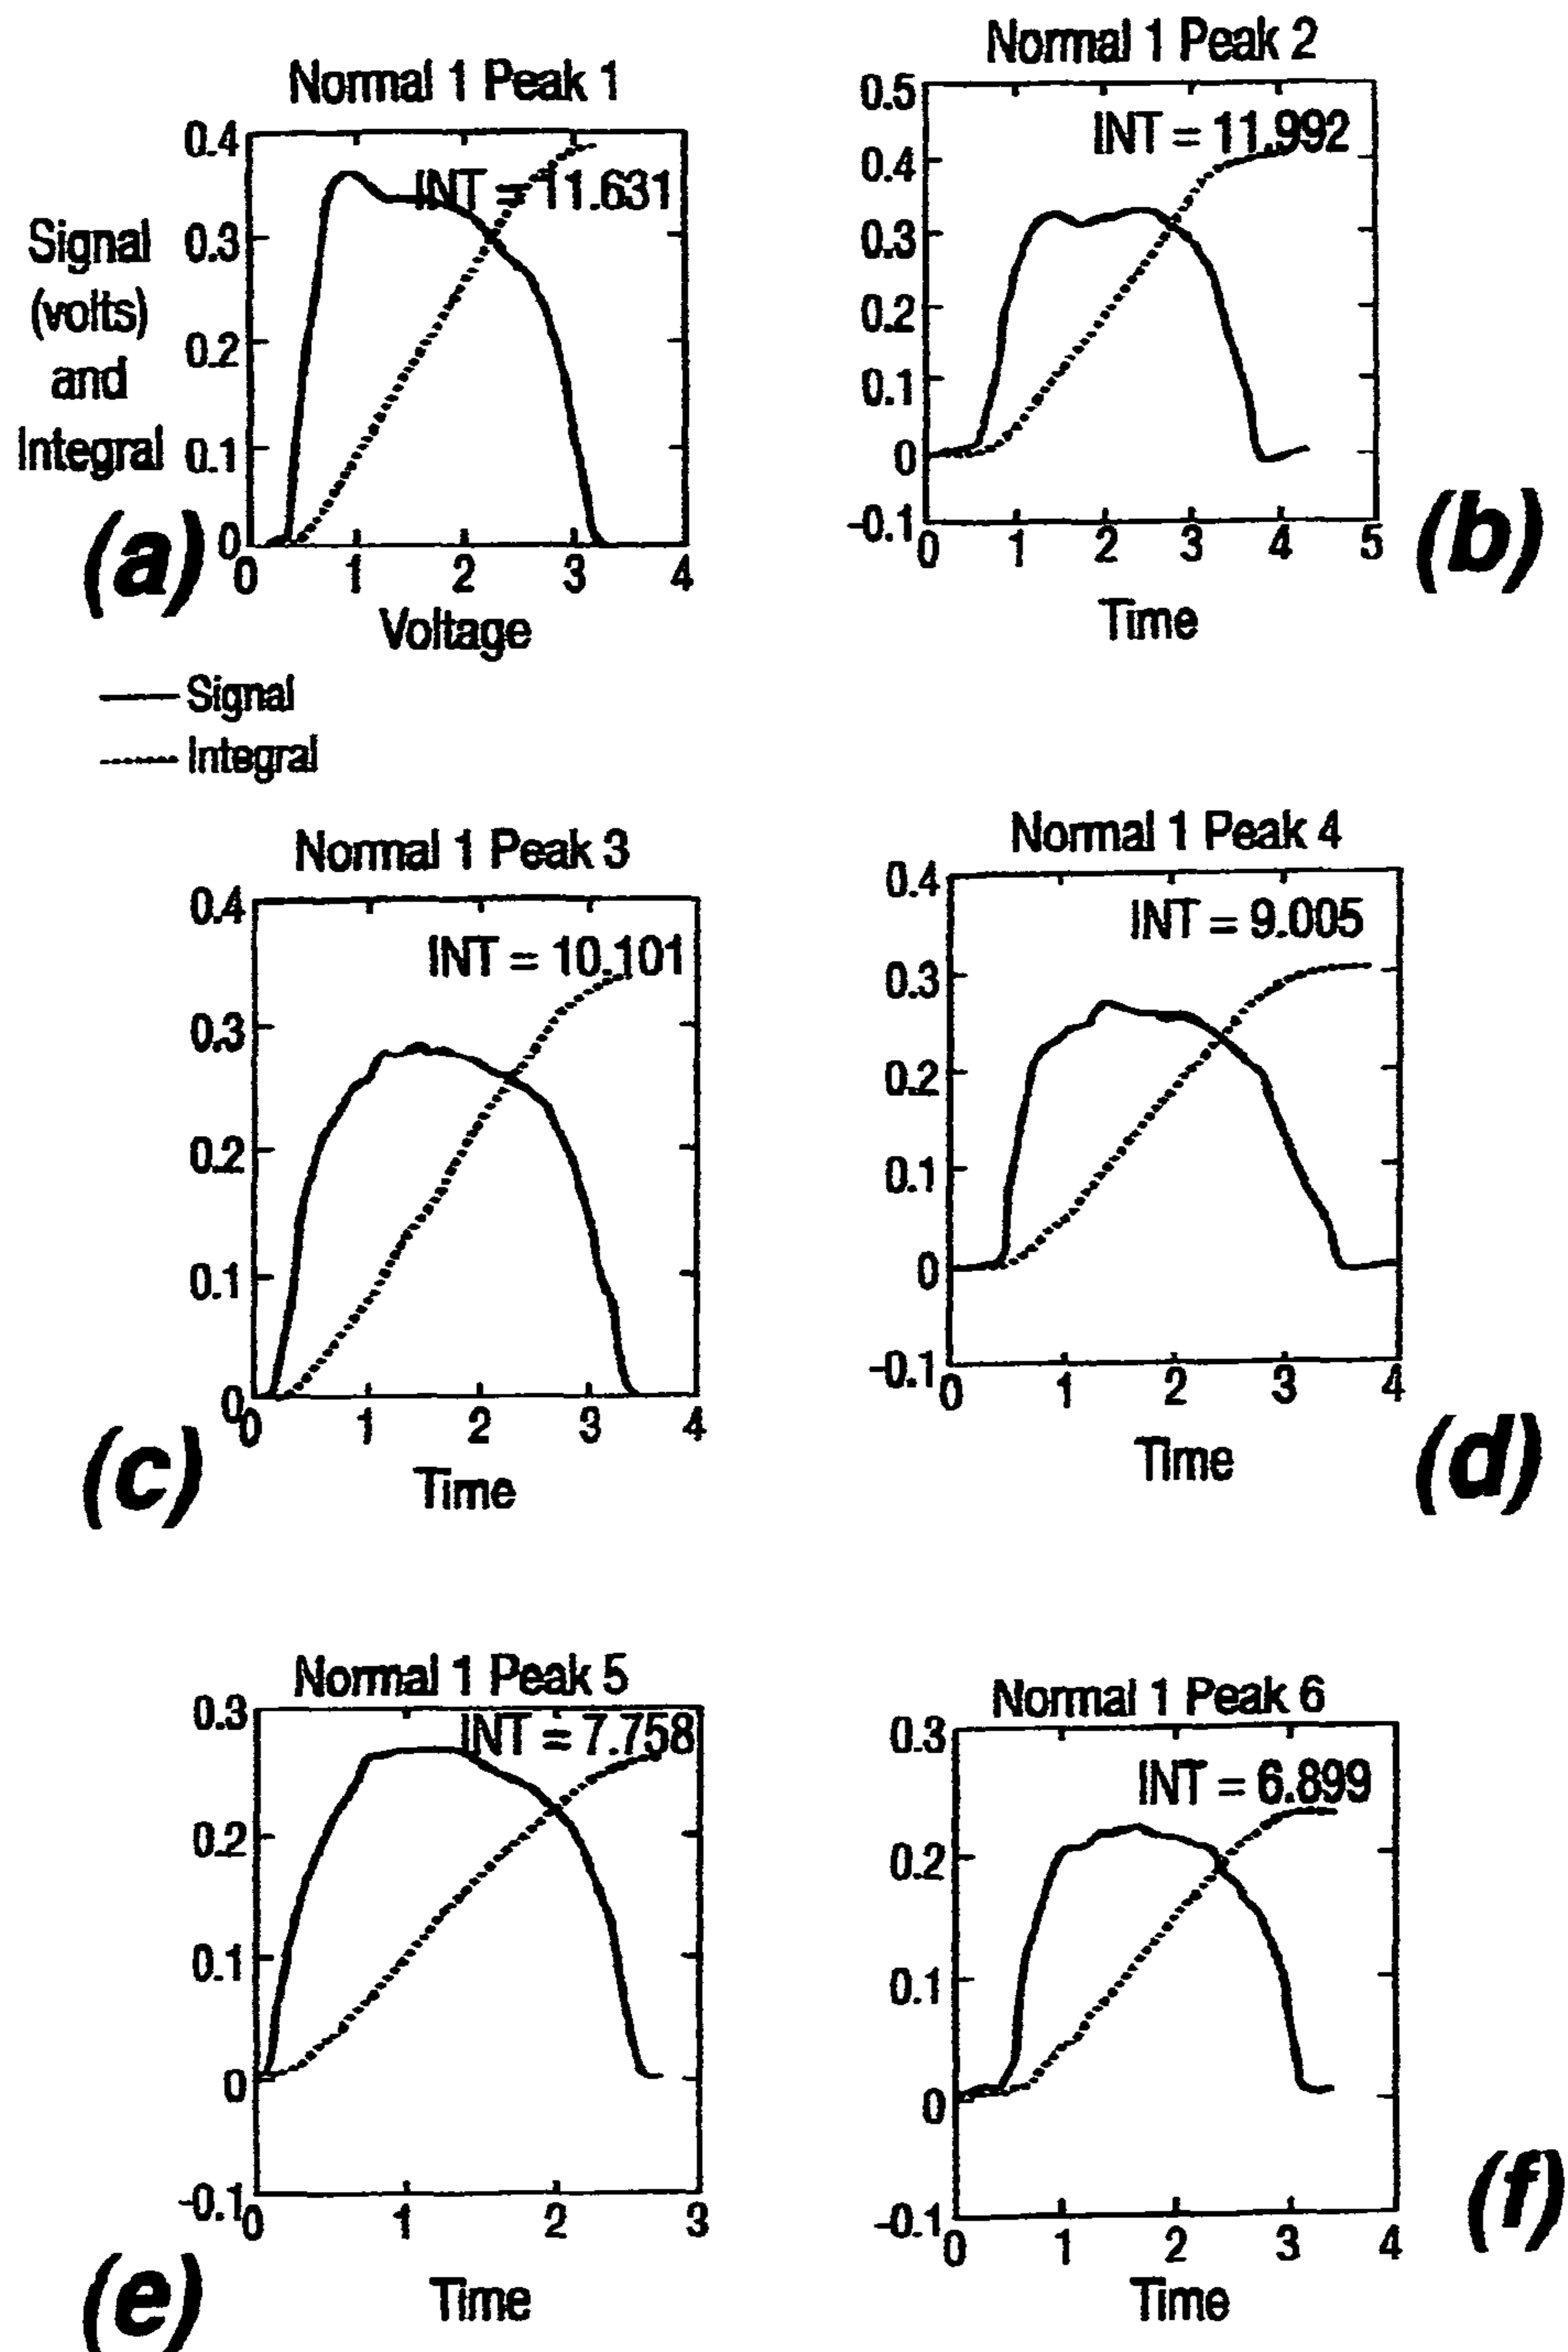 Normal 1 Peak 1
INT = 11.631
Signal
(volts)
and
Integral
0.4
0.3
0.2
0.1
0
0 1 2 3 4
Voltage
(a)
Signal
Integral
Normal 1 Peak 2
INT = 11.992
0.5
0.4
0.3
0.2
0.1
0
-0.1
0 1 2 3 4 5
Time
(b)
Normal 1 Peak 3
INT = 10.101
0.4
0.3
0.2
0.1
0
0 1 2 3 4
Time
(c)
Normal 1 Peak 4
INT = 9.005
0.4
0.3
0.2
0.1
0
-0.1
0 1 2 3 4
Time
(d)
Normal 1 Peak 5
INT = 7.758
0.3
0.2
0.1
0
-0.1
0 1 2 3
Time
(e)
Normal 1 Peak 6
INT = 6.899
0.3
0.2
0.1
0
-0.1
0 1 2 3 4
Time
(f)